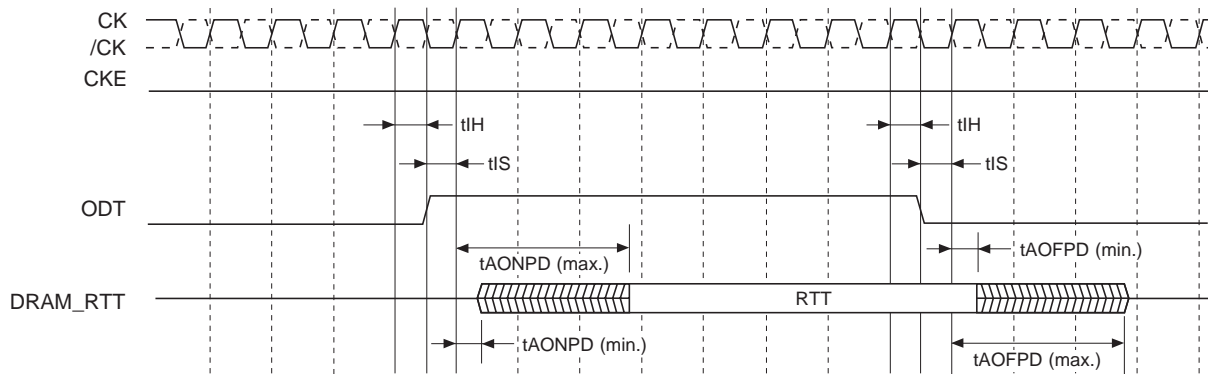 CK
/CK
CKE
tIH
tIH
tIS
tIS
ODT
tAONPD (max.)
tAOFPD (min.)
DRAM_RTT
RTT
tAONPD (min.)
tAOFPD (max.)